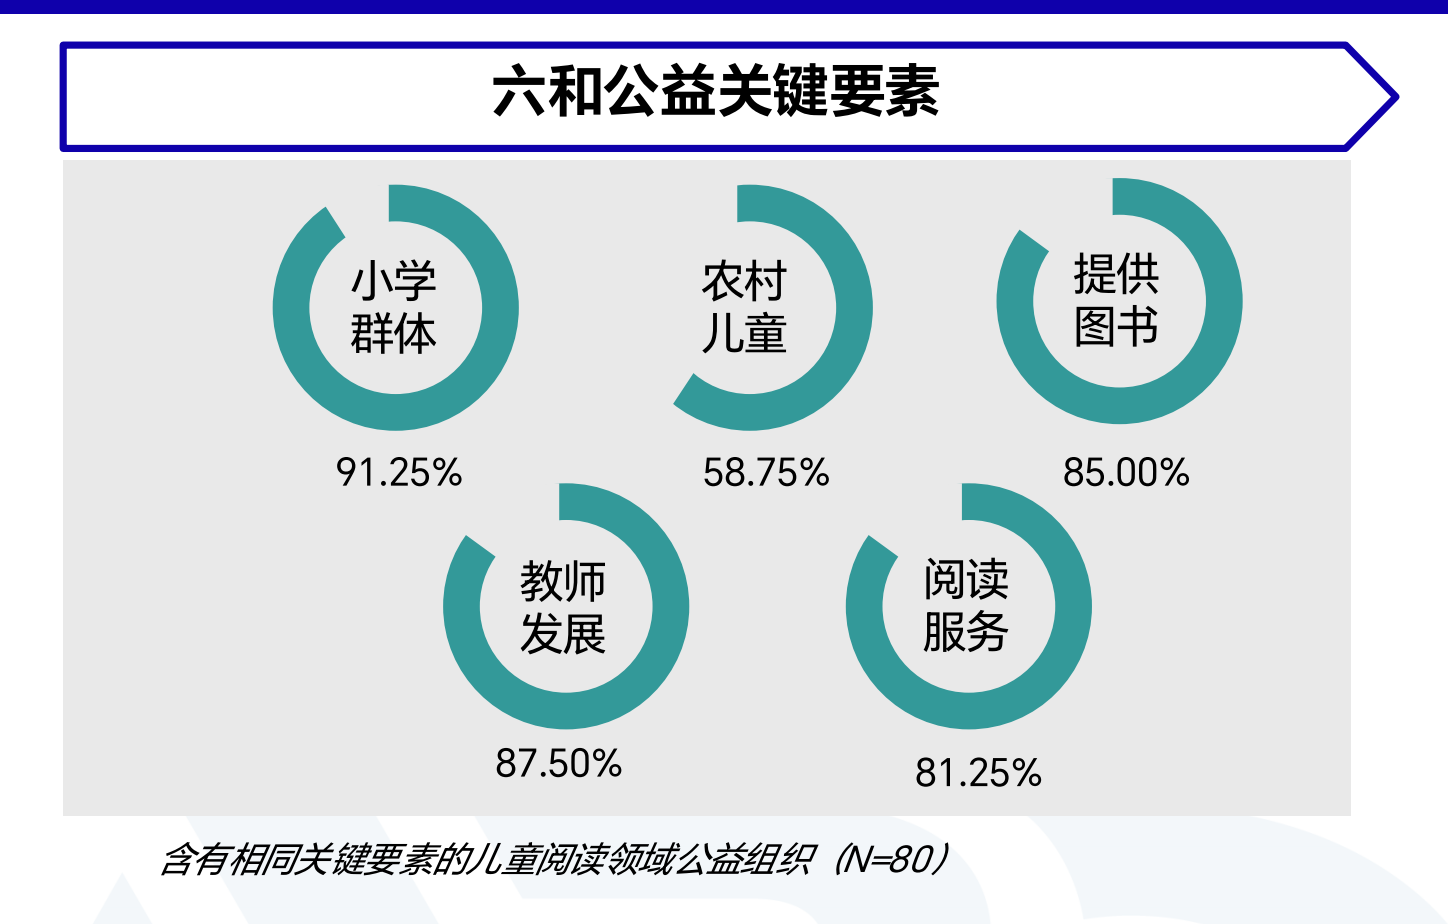 六和公益关键要素
小学
群体
农村
儿童
提供
图书
91.25%
58.75%
85.00%
教师
发展
阅读
服务
87.50%
81.25%
含有相同关键要素的儿童阅读领域公益组织（N=80）